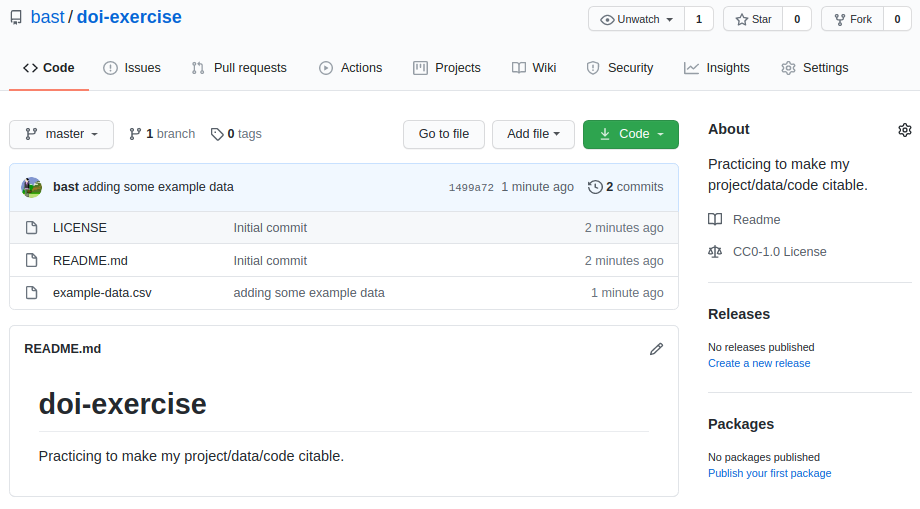 bast / doi-exercise
Unwatch 1 Star 0 Fork 0
Code Issues Pull requests Actions Projects Wiki Security Insights Settings
master 1 branch 0 tags Go to file Add file Code
bast adding some example data 1499a72 1 minute ago 2 commits
LICENSE Initial commit 2 minutes ago
README.md Initial commit 2 minutes ago
example-data.csv adding some example data 1 minute ago
README.md
doi-exercise
Practicing to make my project/data/code citable.
About
Practicing to make my
project/data/code citable.
Readme
CC0-1.0 License
Releases
No releases published
Create a new release
Packages
No packages published
Publish your first package